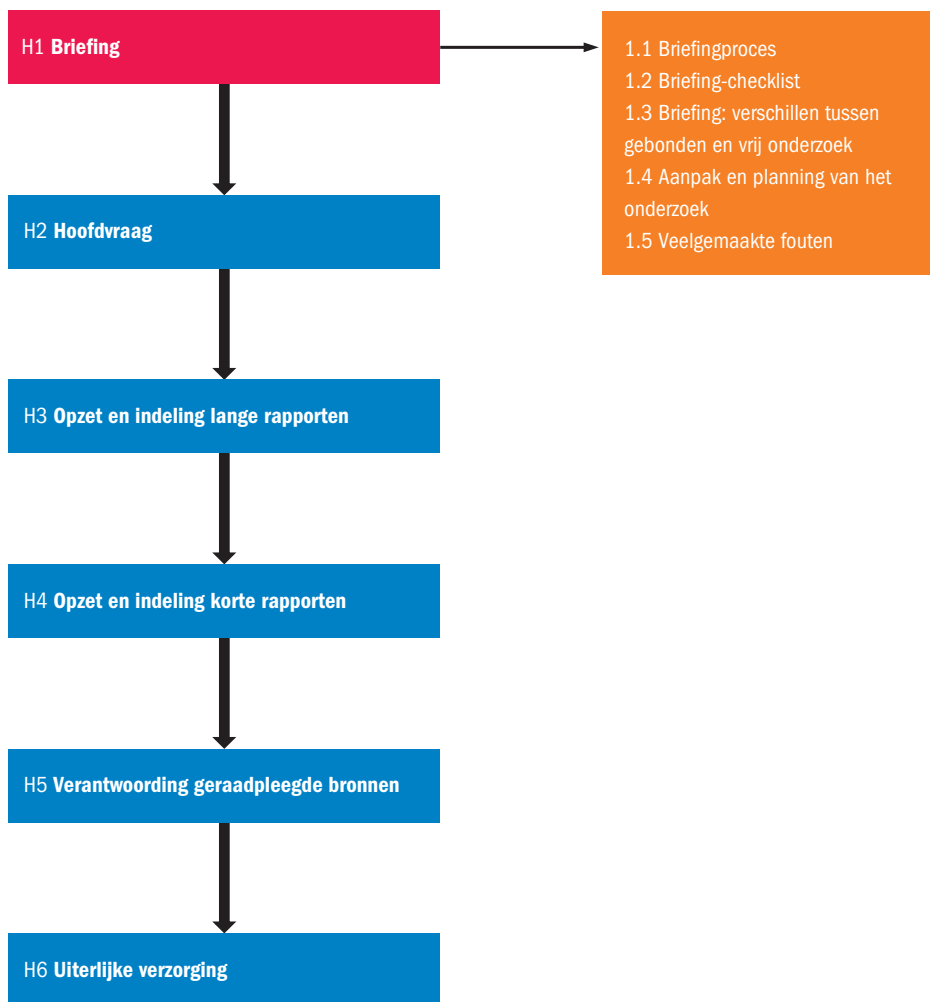 H1 Briefing
1.1 Briefingproces
1.2 Briefing-checklist
1.3 Briefing: verschillen tussen
gebonden en vrij onderzoek
1.4 Aanpak en planning van het
onderzoek
1.5 Veelgemaakte fouten
H2 Hoofdvraag
H3 Opzet en indeling lange rapporten
H4 Opzet en indeling korte rapporten
H5 Verantwoording geraadpleegde bronnen
H6 Uiterlijke verzorging